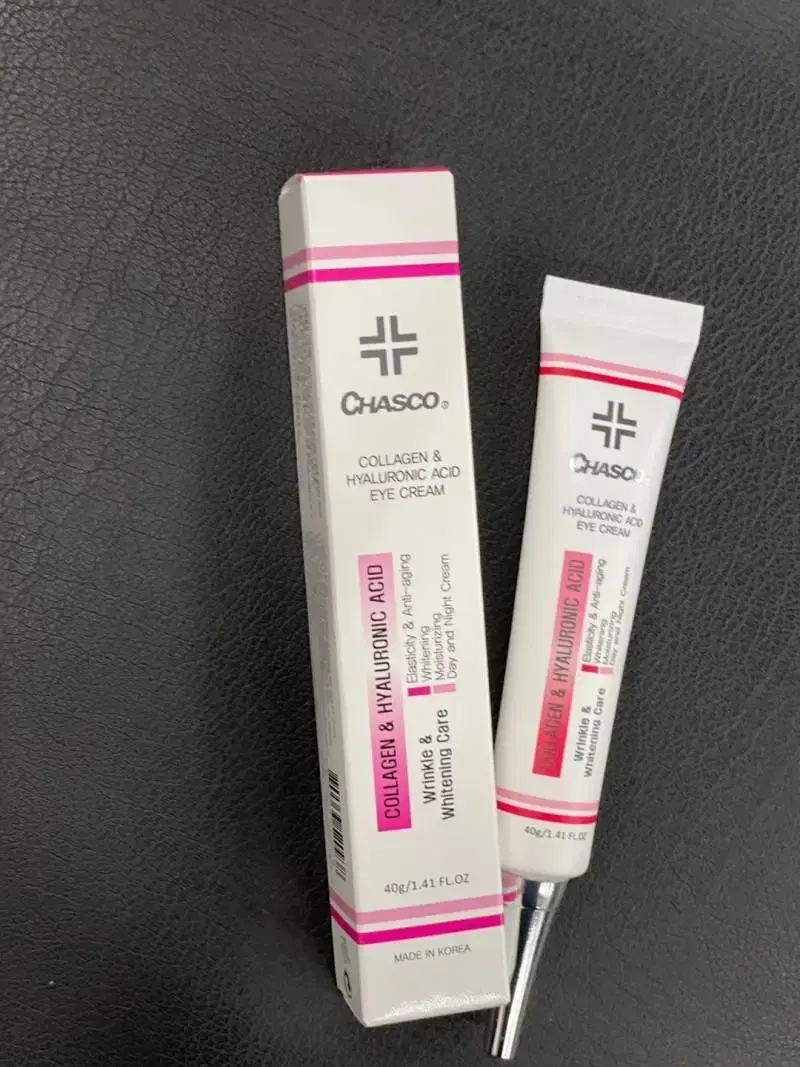 CHASCO®
COLLAGEN &
HYALURONIC ACID
EYE CREAM
COLLAGEN & HYALURONIC ACID
Elasticity & Anti-aging
Whitening
Moisturizing
Day and Night Cream
Wrinkle &
Whitening Care
40g/1.41 FL.OZ
MADE IN KOREA
CHASCO
COLLAGEN &
HYALURONIC ACID
EYE CREAM
COLLAGEN & HYALURONIC ACID
Elasticity & Anti-aging
Whitening
Moisturizing
Day and Night Cream
Wrinkle &
Whitening Care
40g/1.41 FL.OZ